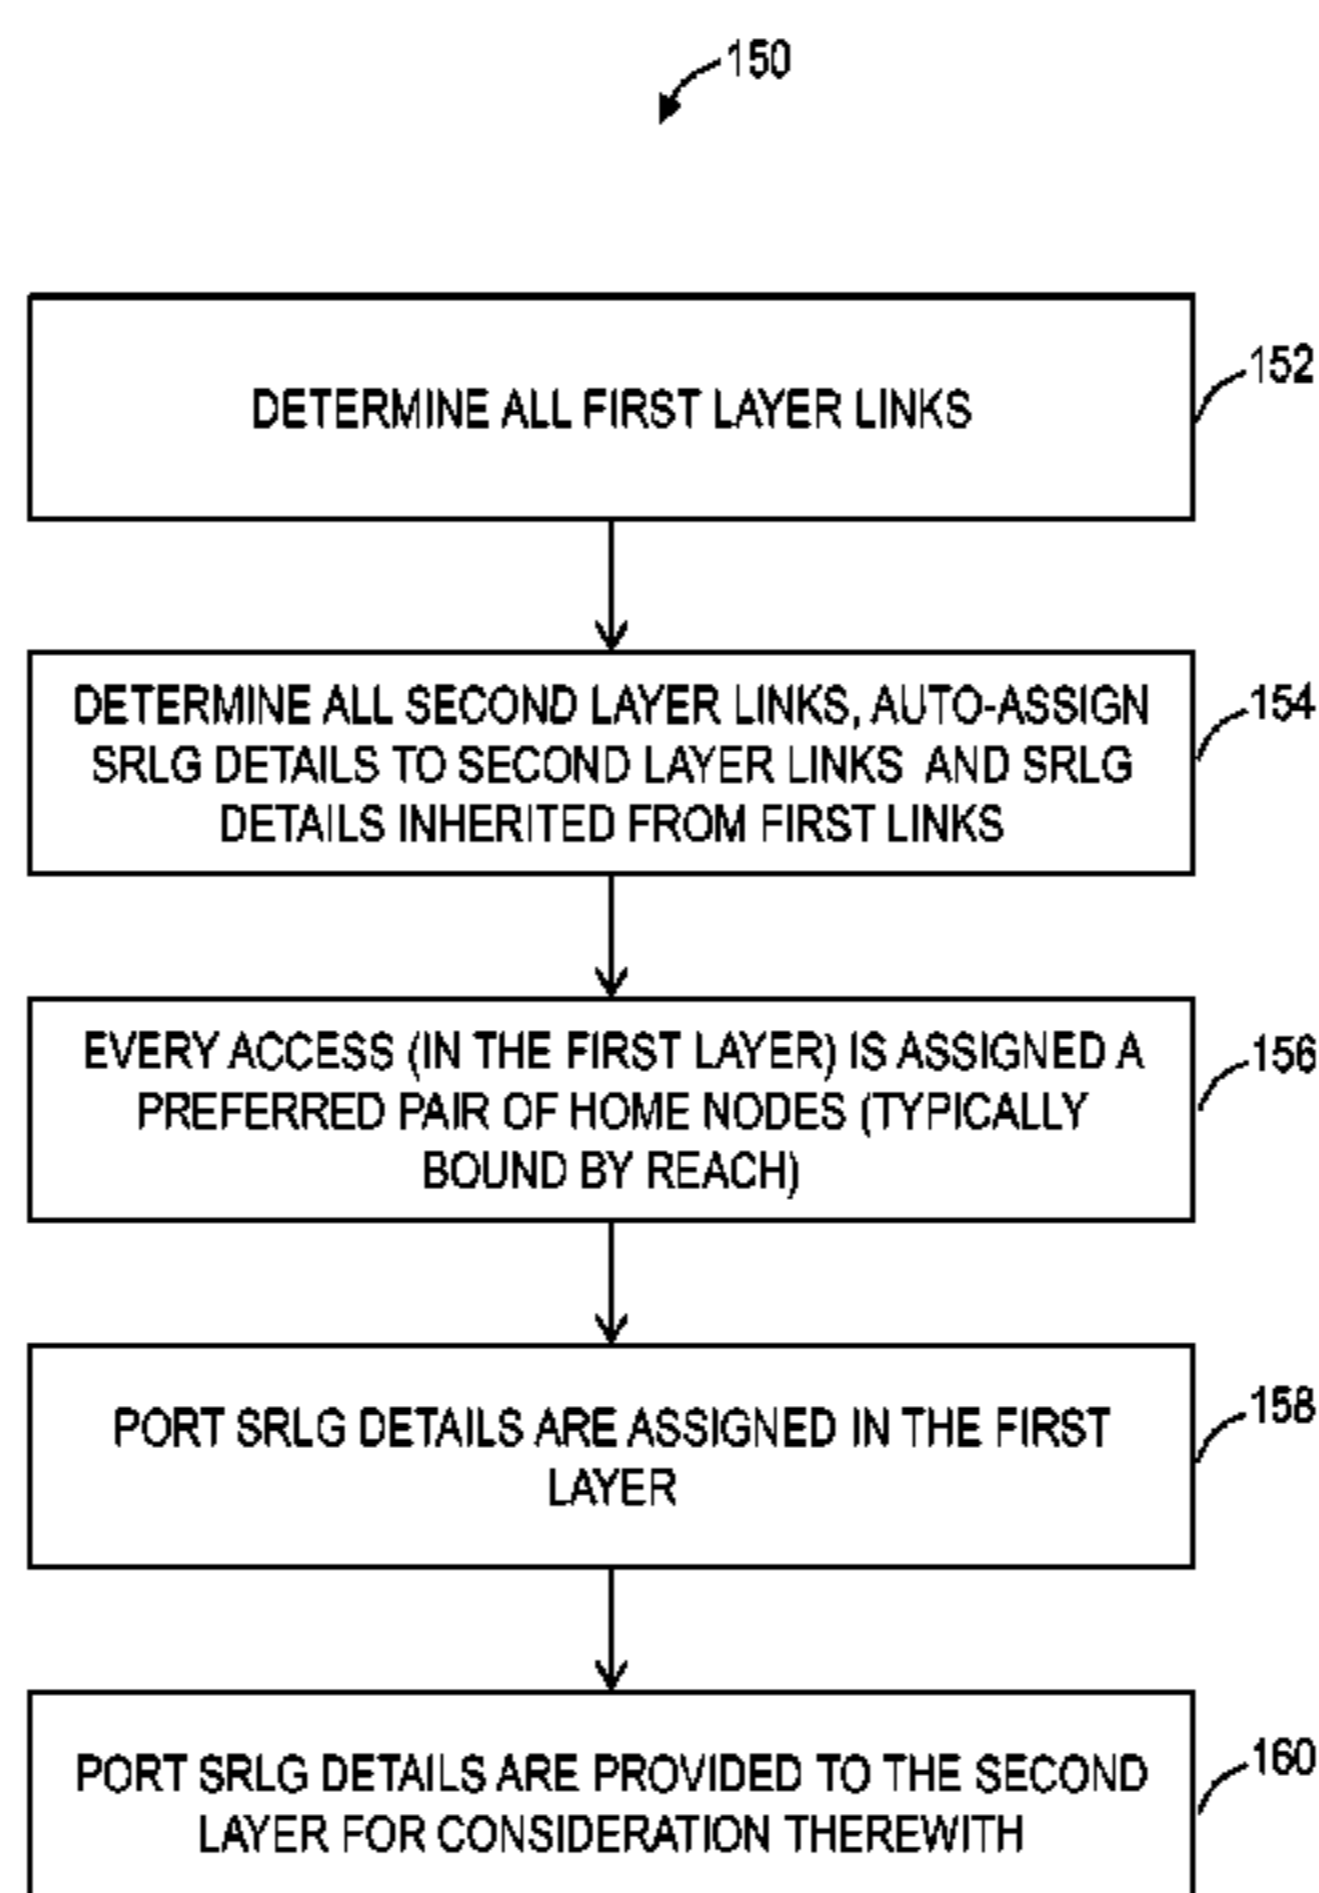 150
DETERMINE ALL FIRST LAYER LINKS
152
DETERMINE ALL SECOND LAYER LINKS, AUTO-ASSIGN
SRLG DETAILS TO SECOND LAYER LINKS AND SRLG
DETAILS INHERITED FROM FIRST LINKS
154
EVERY ACCESS (IN THE FIRST LAYER) IS ASSIGNED A
PREFERRED PAIR OF HOME NODES (TYPICALLY
BOUND BY REACH)
156
PORT SRLG DETAILS ARE ASSIGNED IN THE FIRST
LAYER
158
PORT SRLG DETAILS ARE PROVIDED TO THE SECOND
LAYER FOR CONSIDERATION THEREWITH
160